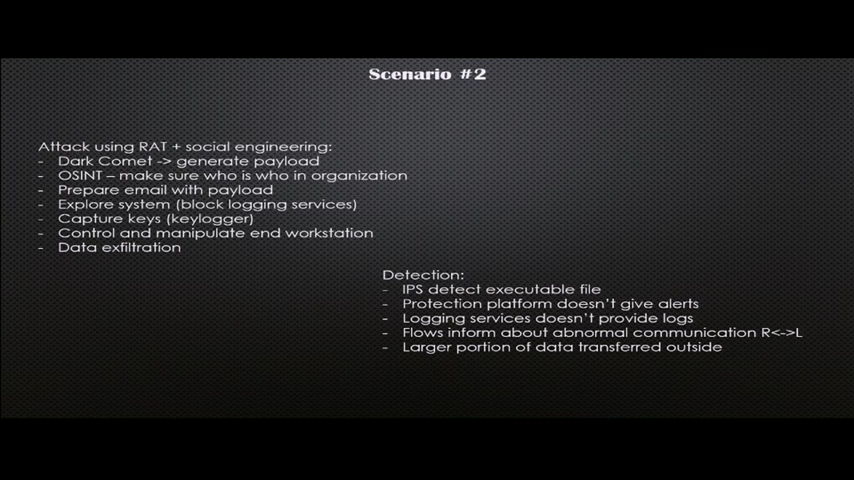 Scenario #2
Attack using RAT + social engineering:
- Dark Comet -> generate payload
- OSINT – make sure who is who in organization
- Prepare email with payload
- Explore system (block logging services)
- Capture keys (keylogger)
- Control and manipulate end workstation
- Data exfiltration
Detection:
- IPS detect executable file
- Protection platform doesn't give alerts
- Logging services doesn't provide logs
- Flows inform about abnormal communication R<->L
- Larger portion of data transferred outside